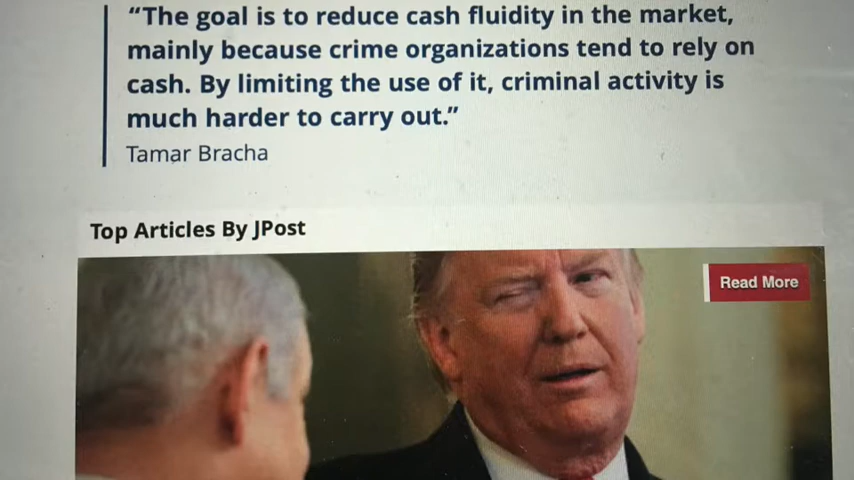 “The goal is to reduce cash fluidity in the market,
mainly because crime organizations tend to rely on
cash. By limiting the use of it, criminal activity is
much harder to carry out.”
Tamar Bracha
Top Articles By JPost
Read More